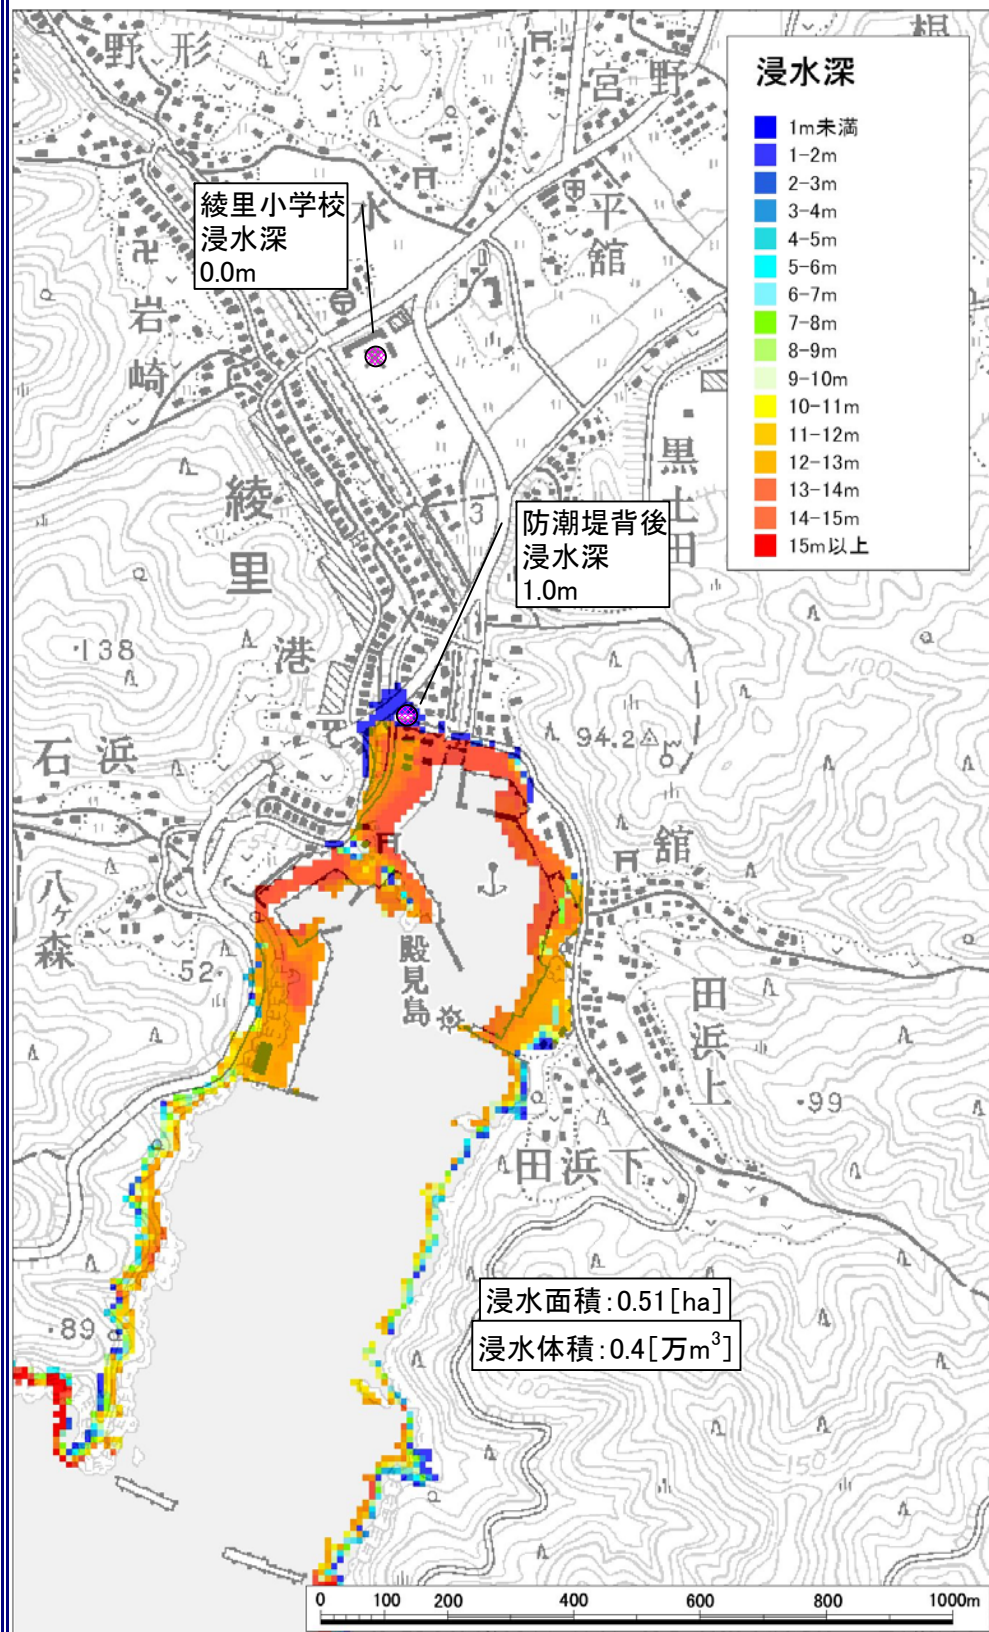 野形
宮野
浸水深
1m未満
1-2m
2-3m
3-4m
4-5m
5-6m
6-7m
7-8m
8-9m
9-10m
10-11m
11-12m
12-13m
13-14m
14-15m
15m以上
平館
綾里小学校
浸水深
0.0m
水
岩崎
綾里
港
黒土田
3
防潮堤背後
浸水深
1.0m
138
94.2
石浜
館
八ヶ森
52
殿見島
田浜上
99
田浜下
浸水面積:0.51[ha]
浸水体積:0.4[万m³]
89
100
150
0 100 200 400 600 800 1000m